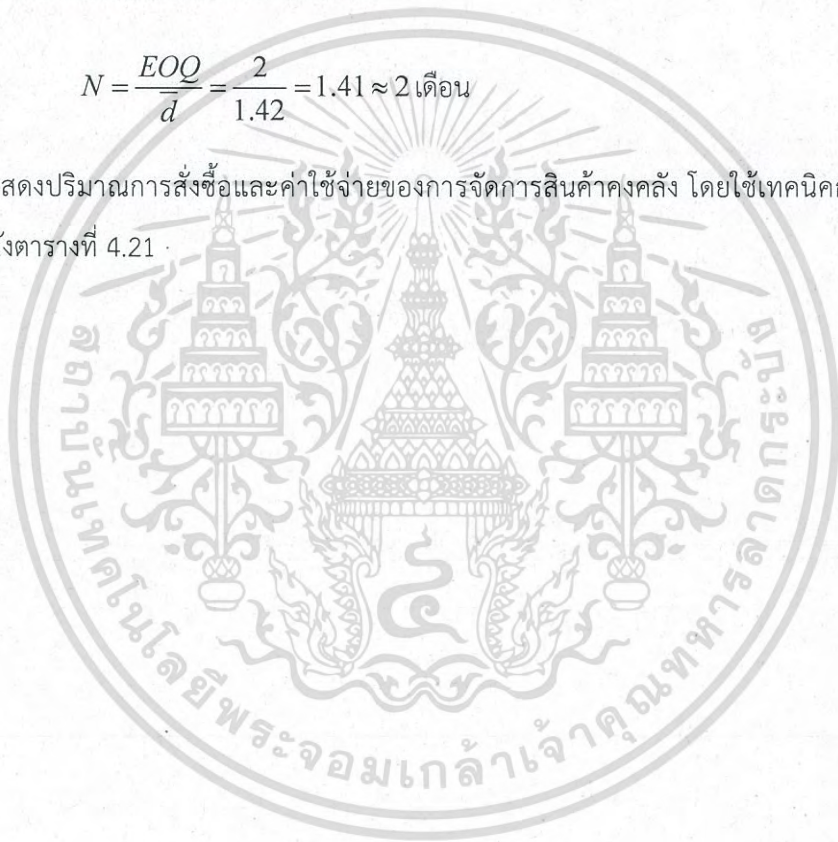 N = EOQ / d̅ = 2 / 1.42 = 1.41 ≈ 2 เดือน
สดงปริมาณการสั่งซื้อและค่าใช้จ่ายของการจัดการสินค้าคงคลัง โดยใช้เทคนิค
งตารางที่ 4.21
สถาบันเทคโนโลยีพระจอมเกล้าเจ้าคุณทหารลาดกระบัง